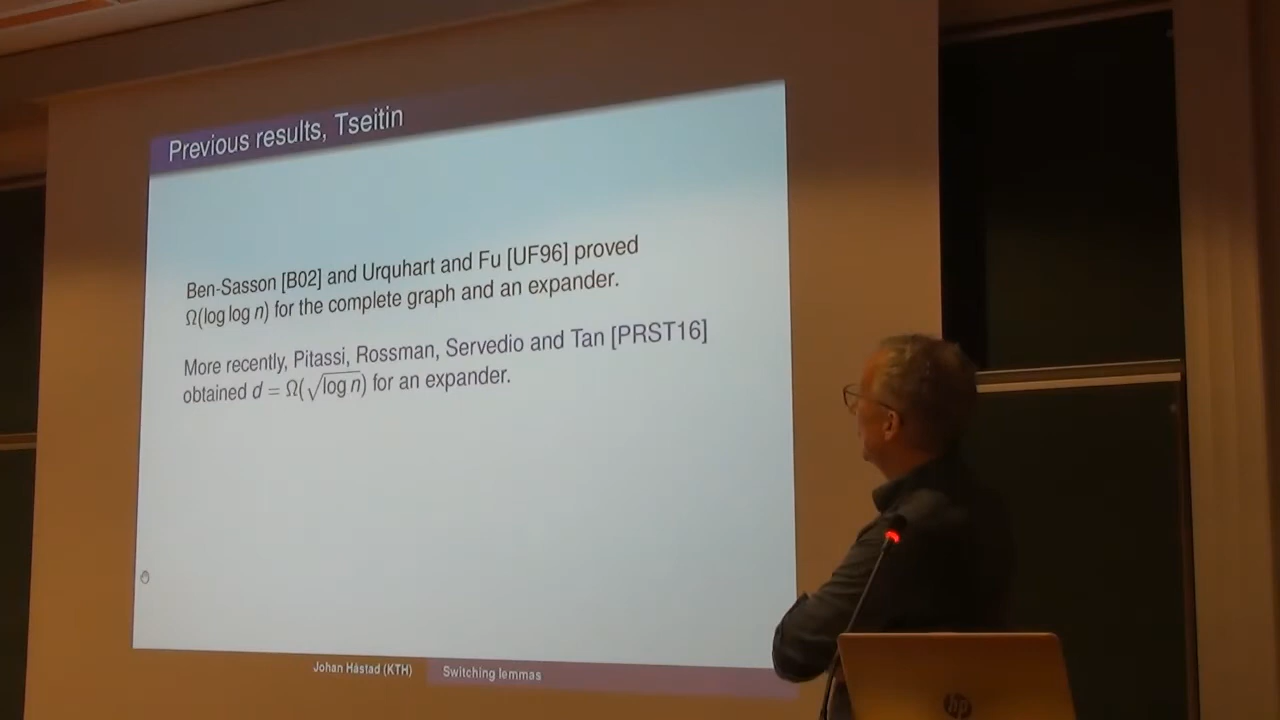 Previous results, Tseitin
Ben-Sasson [B02] and Urquhart and Fu [UF96] proved
Ω(log log n) for the complete graph and an expander.
More recently, Pitassi, Rossman, Servedio and Tan [PRST16]
obtained d = Ω(√log n) for an expander.
Johan Håstad (KTH)
Switching lemmas
hp